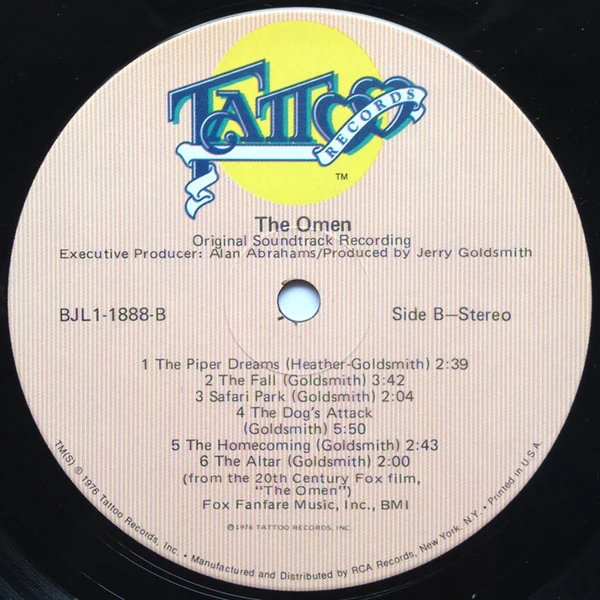 TATTOO
RECORDS
TM
The Omen
Original Soundtrack Recording
Executive Producer: Alan Abrahams/Produced by Jerry Goldsmith
BJL1-1888-B
Side B—Stereo
1 The Piper Dreams (Heather-Goldsmith) 2:39
2 The Fall (Goldsmith) 3:42
3 Safari Park (Goldsmith) 2:04
4 The Dog's Attack
(Goldsmith) 5:50
5 The Homecoming (Goldsmith) 2:43
6 The Altar (Goldsmith) 2:00
(from the 20th Century Fox film,
"The Omen")
Fox Fanfare Music, Inc., BMI
℗1976 TATTOO RECORDS, INC.
TM(S) © 1976 Tattoo Records, Inc. • Manufactured and Distributed by RCA Records, New York, N.Y. • Printed in U.S.A.